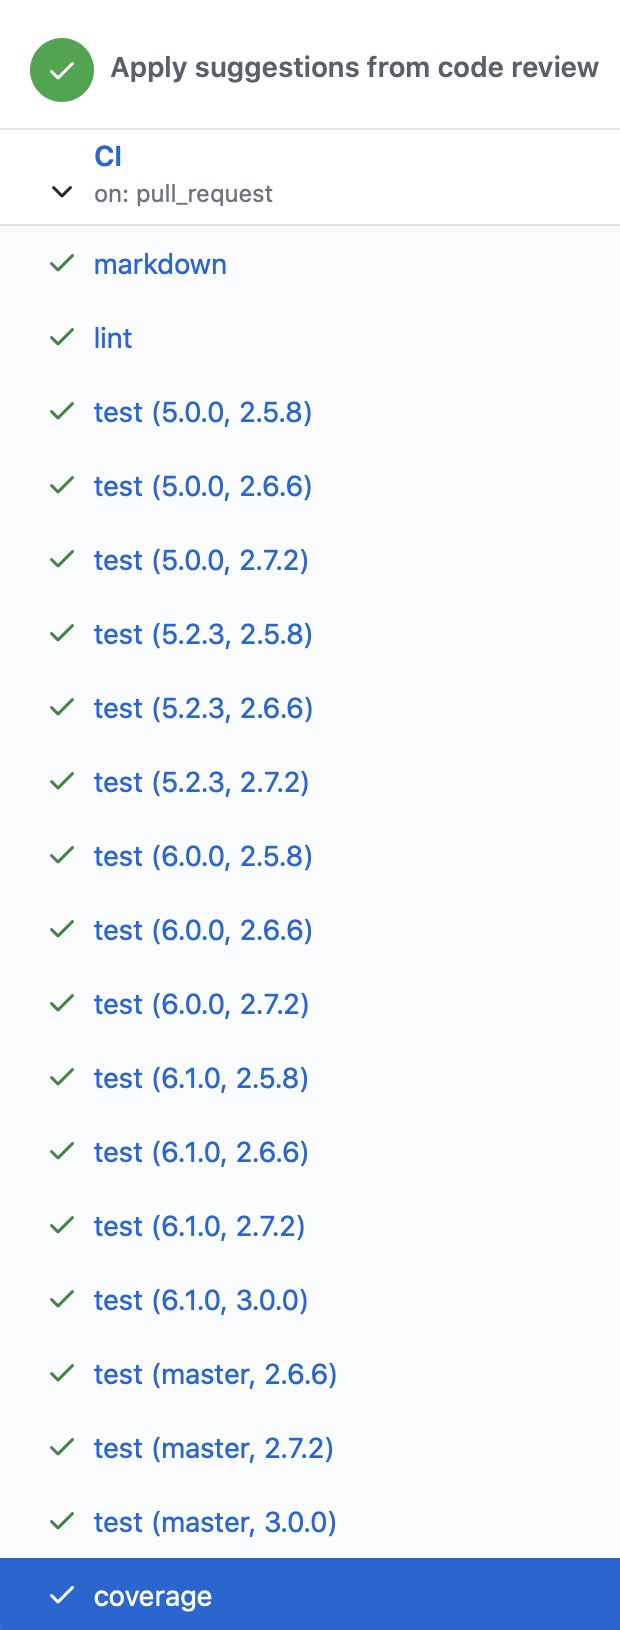 Apply suggestions from code review
CI
on: pull_request
markdown
lint
test (5.0.0, 2.5.8)
test (5.0.0, 2.6.6)
test (5.0.0, 2.7.2)
test (5.2.3, 2.5.8)
test (5.2.3, 2.6.6)
test (5.2.3, 2.7.2)
test (6.0.0, 2.5.8)
test (6.0.0, 2.6.6)
test (6.0.0, 2.7.2)
test (6.1.0, 2.5.8)
test (6.1.0, 2.6.6)
test (6.1.0, 2.7.2)
test (6.1.0, 3.0.0)
test (master, 2.6.6)
test (master, 2.7.2)
test (master, 3.0.0)
coverage